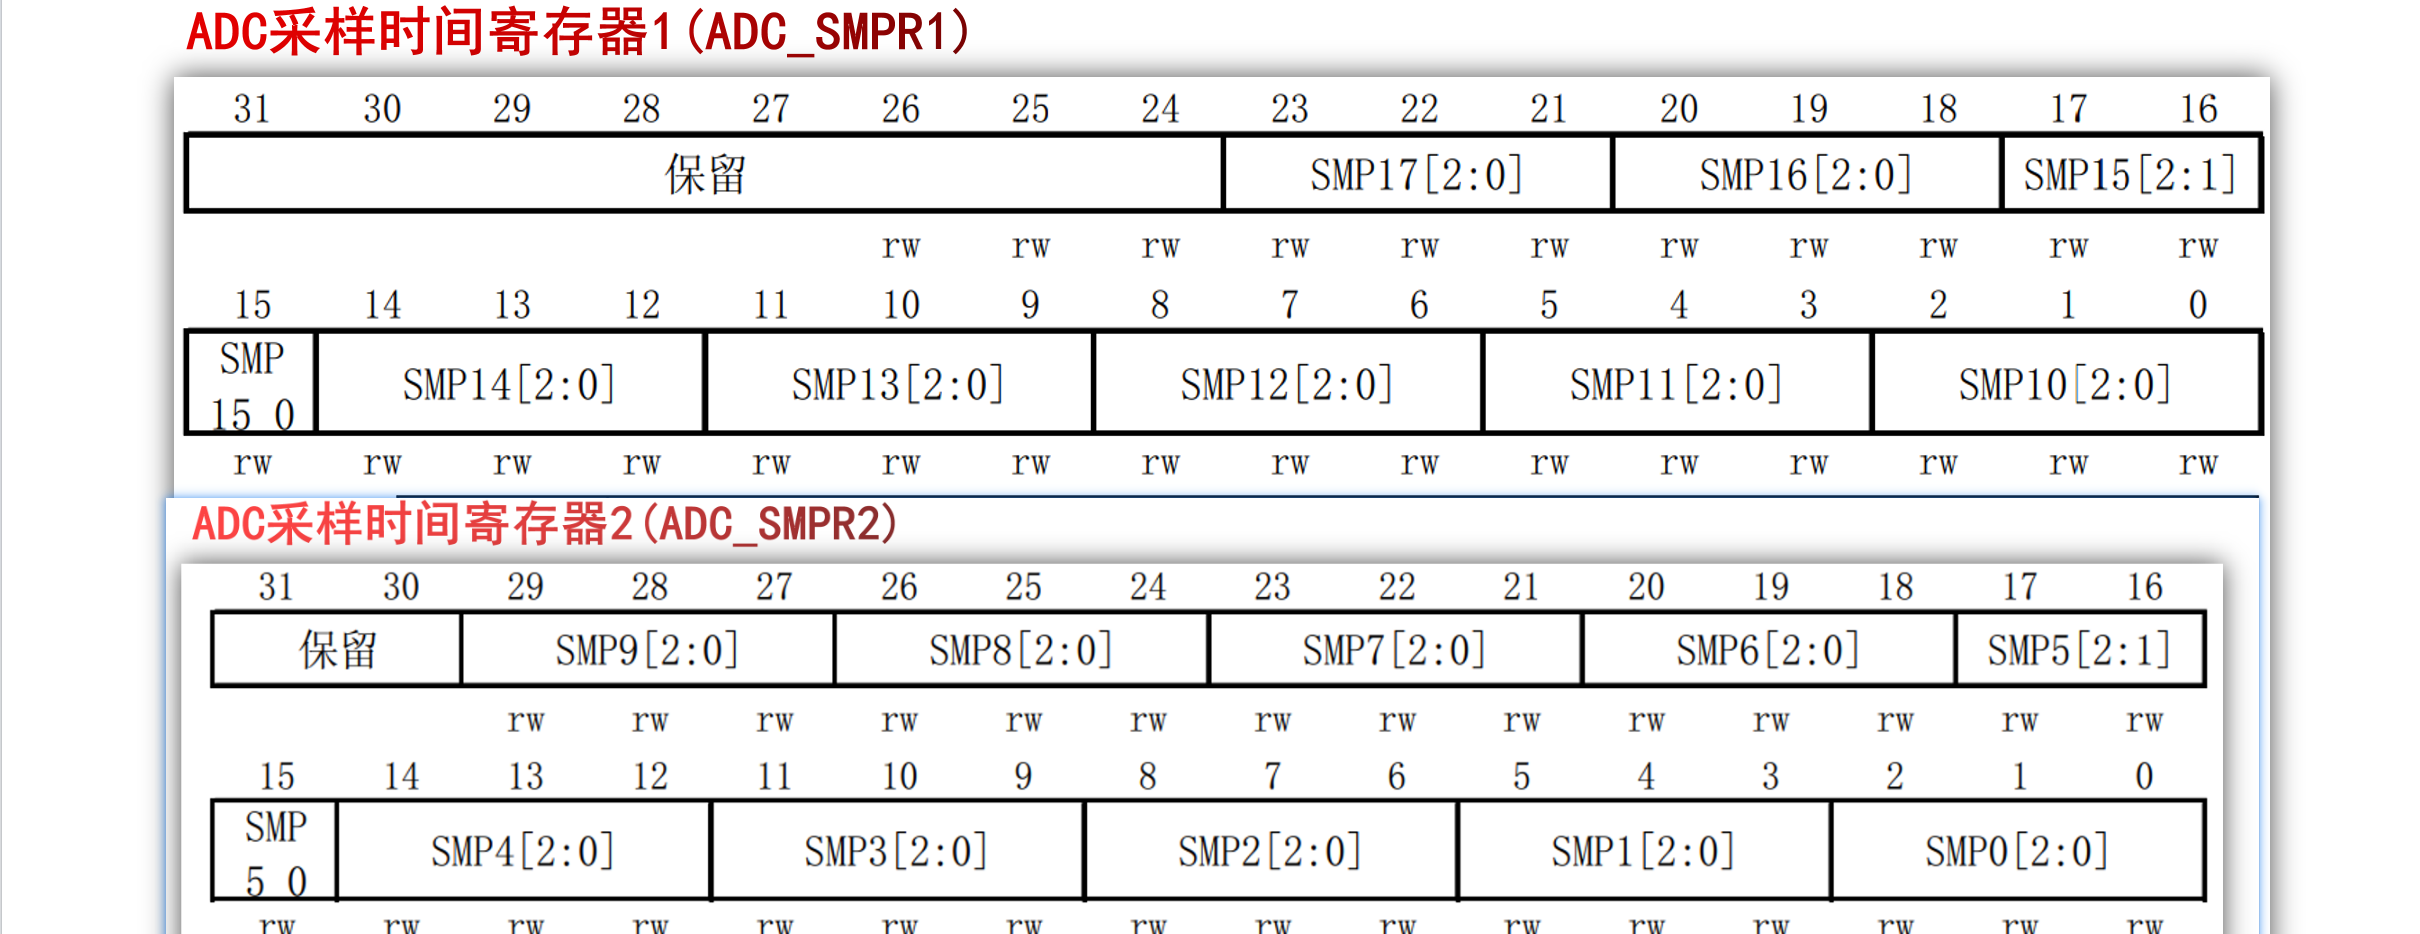 ADC采样时间寄存器1(ADC_SMPR1)
31 30 29 28 27 26 25 24 23 22 21 20 19 18 17 16
保留 SMP17[2:0] SMP16[2:0] SMP15[2:1]
rw rw rw rw rw rw rw rw rw rw rw
15 14 13 12 11 10 9 8 7 6 5 4 3 2 1 0
SMP
15 0 SMP14[2:0] SMP13[2:0] SMP12[2:0] SMP11[2:0] SMP10[2:0]
rw rw rw rw rw rw rw rw rw rw rw rw rw rw rw rw
ADC采样时间寄存器2(ADC_SMPR2)
31 30 29 28 27 26 25 24 23 22 21 20 19 18 17 16
保留 SMP9[2:0] SMP8[2:0] SMP7[2:0] SMP6[2:0] SMP5[2:1]
rw rw rw rw rw rw rw rw rw rw rw rw rw rw
15 14 13 12 11 10 9 8 7 6 5 4 3 2 1 0
SMP
5 0 SMP4[2:0] SMP3[2:0] SMP2[2:0] SMP1[2:0] SMP0[2:0]
rw rw rw rw rw rw rw rw rw rw rw rw rw rw rw rw